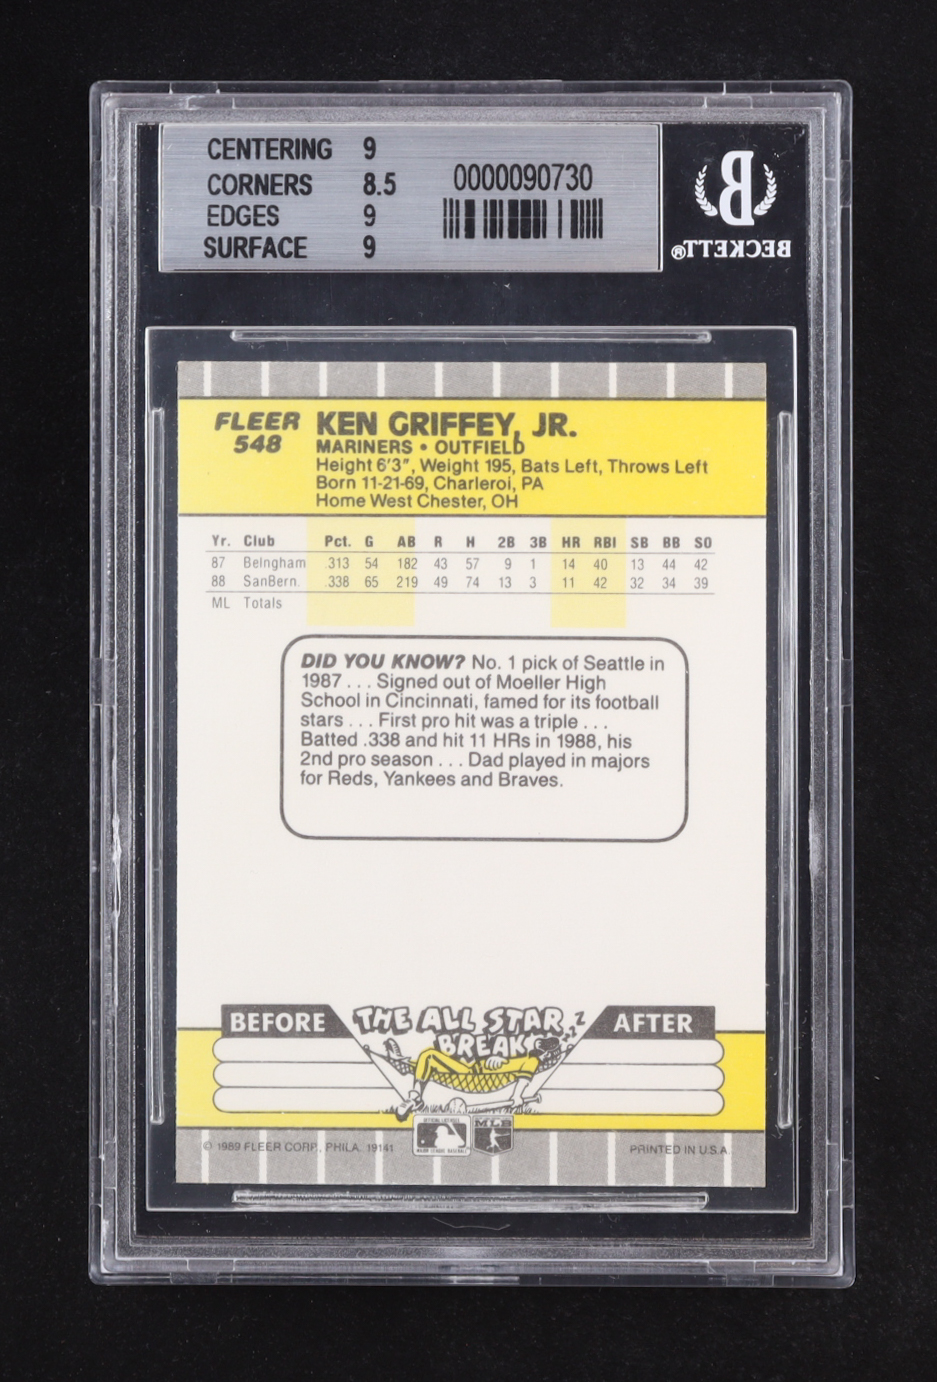 CENTERING 9
CORNERS 8.5
EDGES 9
SURFACE 9
0000090730
B
BECKETT®
FLEER
548
KEN GRIFFEY, JR.
MARINERS • OUTFIELD
Height 6'3", Weight 195, Bats Left, Throws Left
Born 11-21-69, Charleroi, PA
Home West Chester, OH
Yr. Club Pct. G AB R H 2B 3B HR RBI SB BB SO
87 Belngham .313 54 182 43 57 9 1 14 40 13 44 42
88 SanBern. .338 65 219 49 74 13 3 11 42 32 34 39
ML Totals
DID YOU KNOW? No. 1 pick of Seattle in
1987 . . . Signed out of Moeller High
School in Cincinnati, famed for its football
stars . . . First pro hit was a triple . . .
Batted .338 and hit 11 HRs in 1988, his
2nd pro season . . . Dad played in majors
for Reds, Yankees and Braves.
BEFORE
THE ALL STAR
BREAK
ZZZ
AFTER
© 1989 FLEER CORP., PHILA. 19141
MAJOR LEAGUE BASEBALL
MLB
PRINTED IN U.S.A.